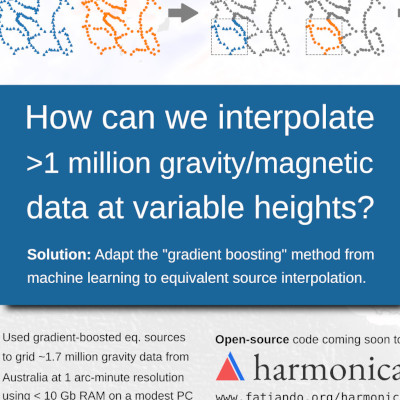 How can we interpolate
>1 million gravity/magnetic
data at variable heights?
Solution: Adapt the "gradient boosting" method from
machine learning to equivalent source interpolation.
Used gradient-boosted eq. sources
to grid ~1.7 million gravity data from
Australia at 1 arc-minute resolution
using < 10 Gb RAM on a modest PC
Open-source code coming soon to
harmonica
www.fatiando.org/harmonic